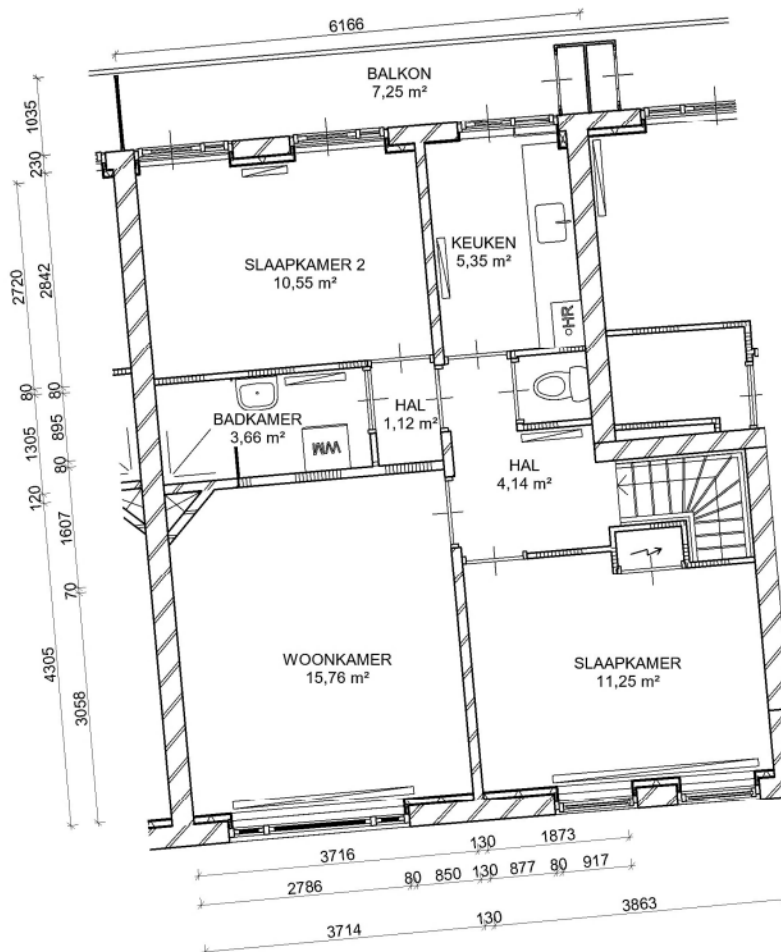 6166
BALKON
7,25 m²
1035
230
2720
2842
SLAAPKAMER 2
10,55 m²
KEUKEN
5,35 m²
HR
80
80
1305
895
BADKAMER
3,66 m²
HAL
1,12 m²
WM
80
120
HAL
4,14 m²
1607
70
4305
3058
WOONKAMER
15,76 m²
SLAAPKAMER
11,25 m²
3716
130
1873
2786
80
850
130
877
80
917
3714
130
3863